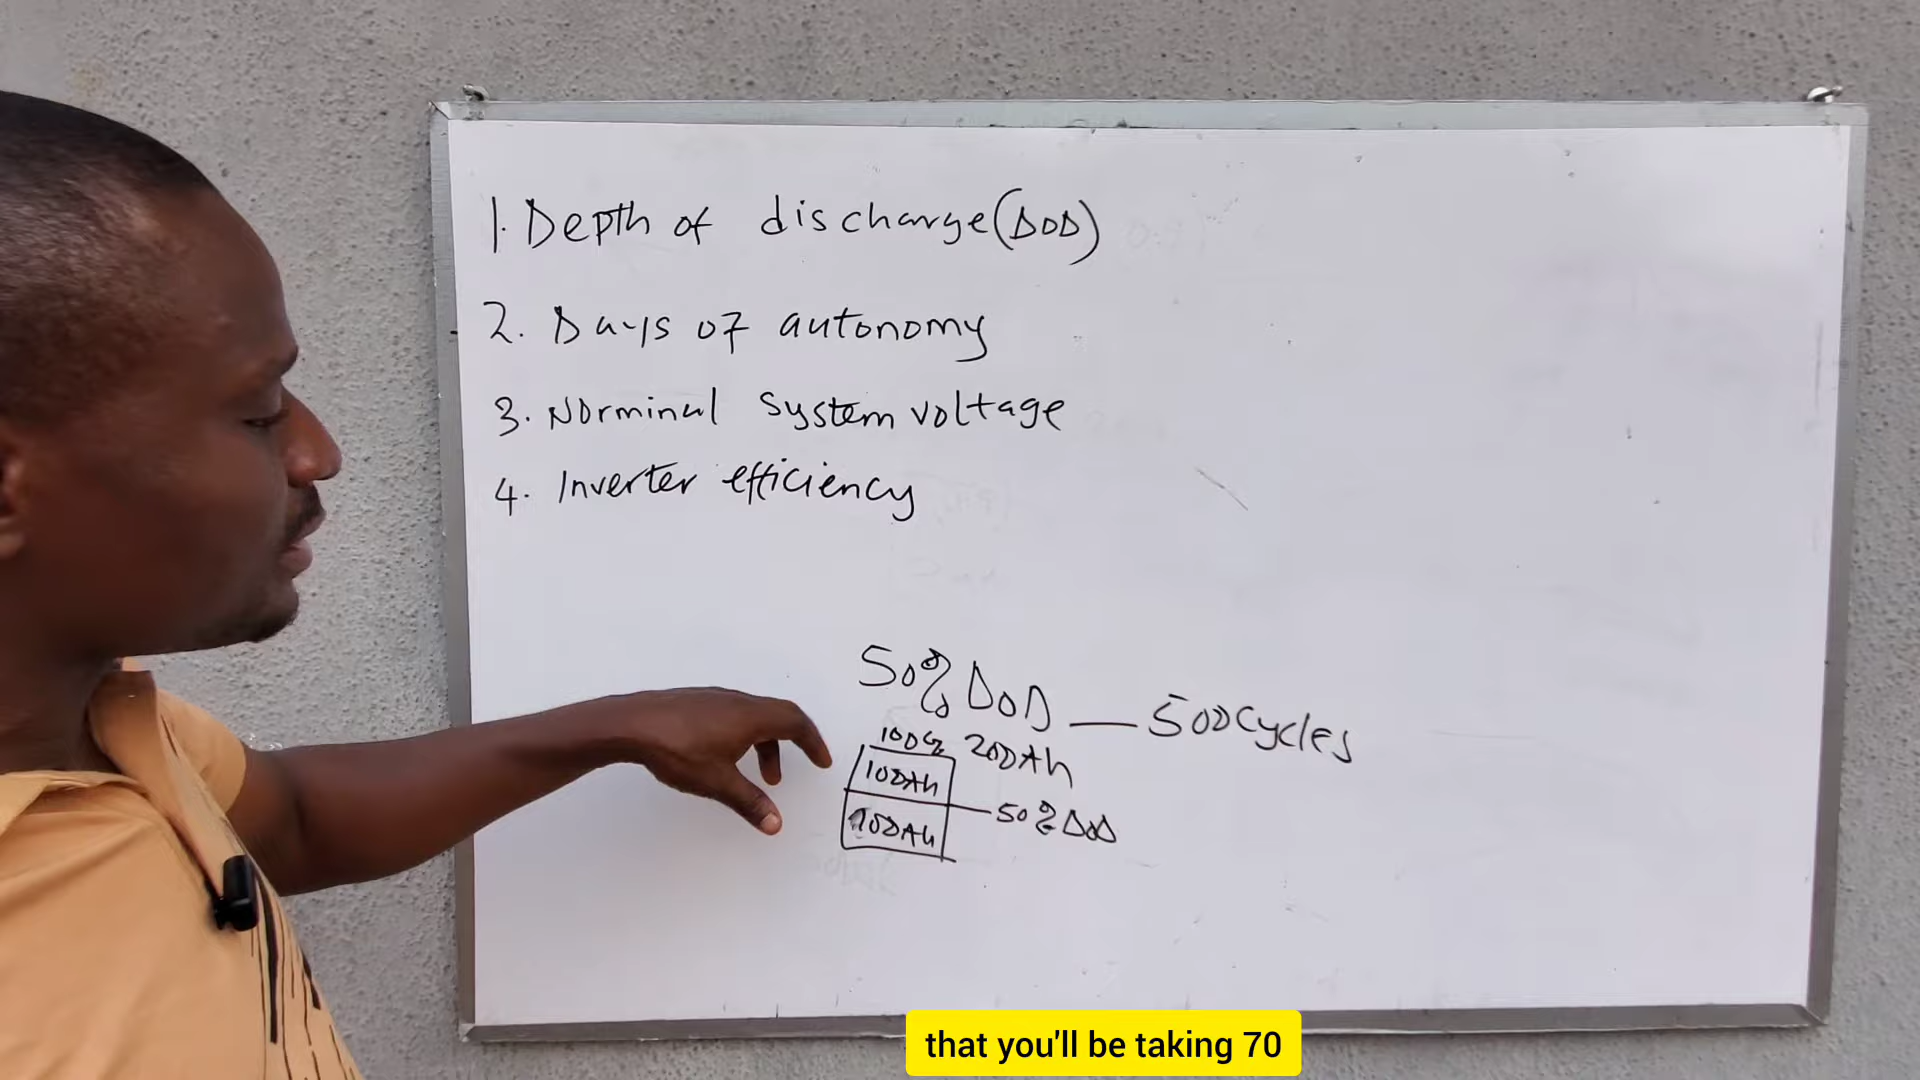 1. Depth of discharge (DOD)
2. Days of autonomy
3. Norminal system voltage
4. Inverter efficiency
50% DOD — 500 cycles
100% 200Ah
100Ah
100Ah — 50% DOD
that you'll be taking 70